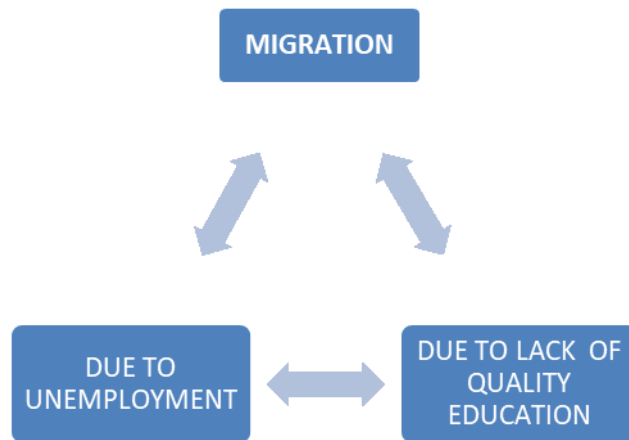 MIGRATION
DUE TO
UNEMPLOYMENT
DUE TO LACK OF
QUALITY
EDUCATION